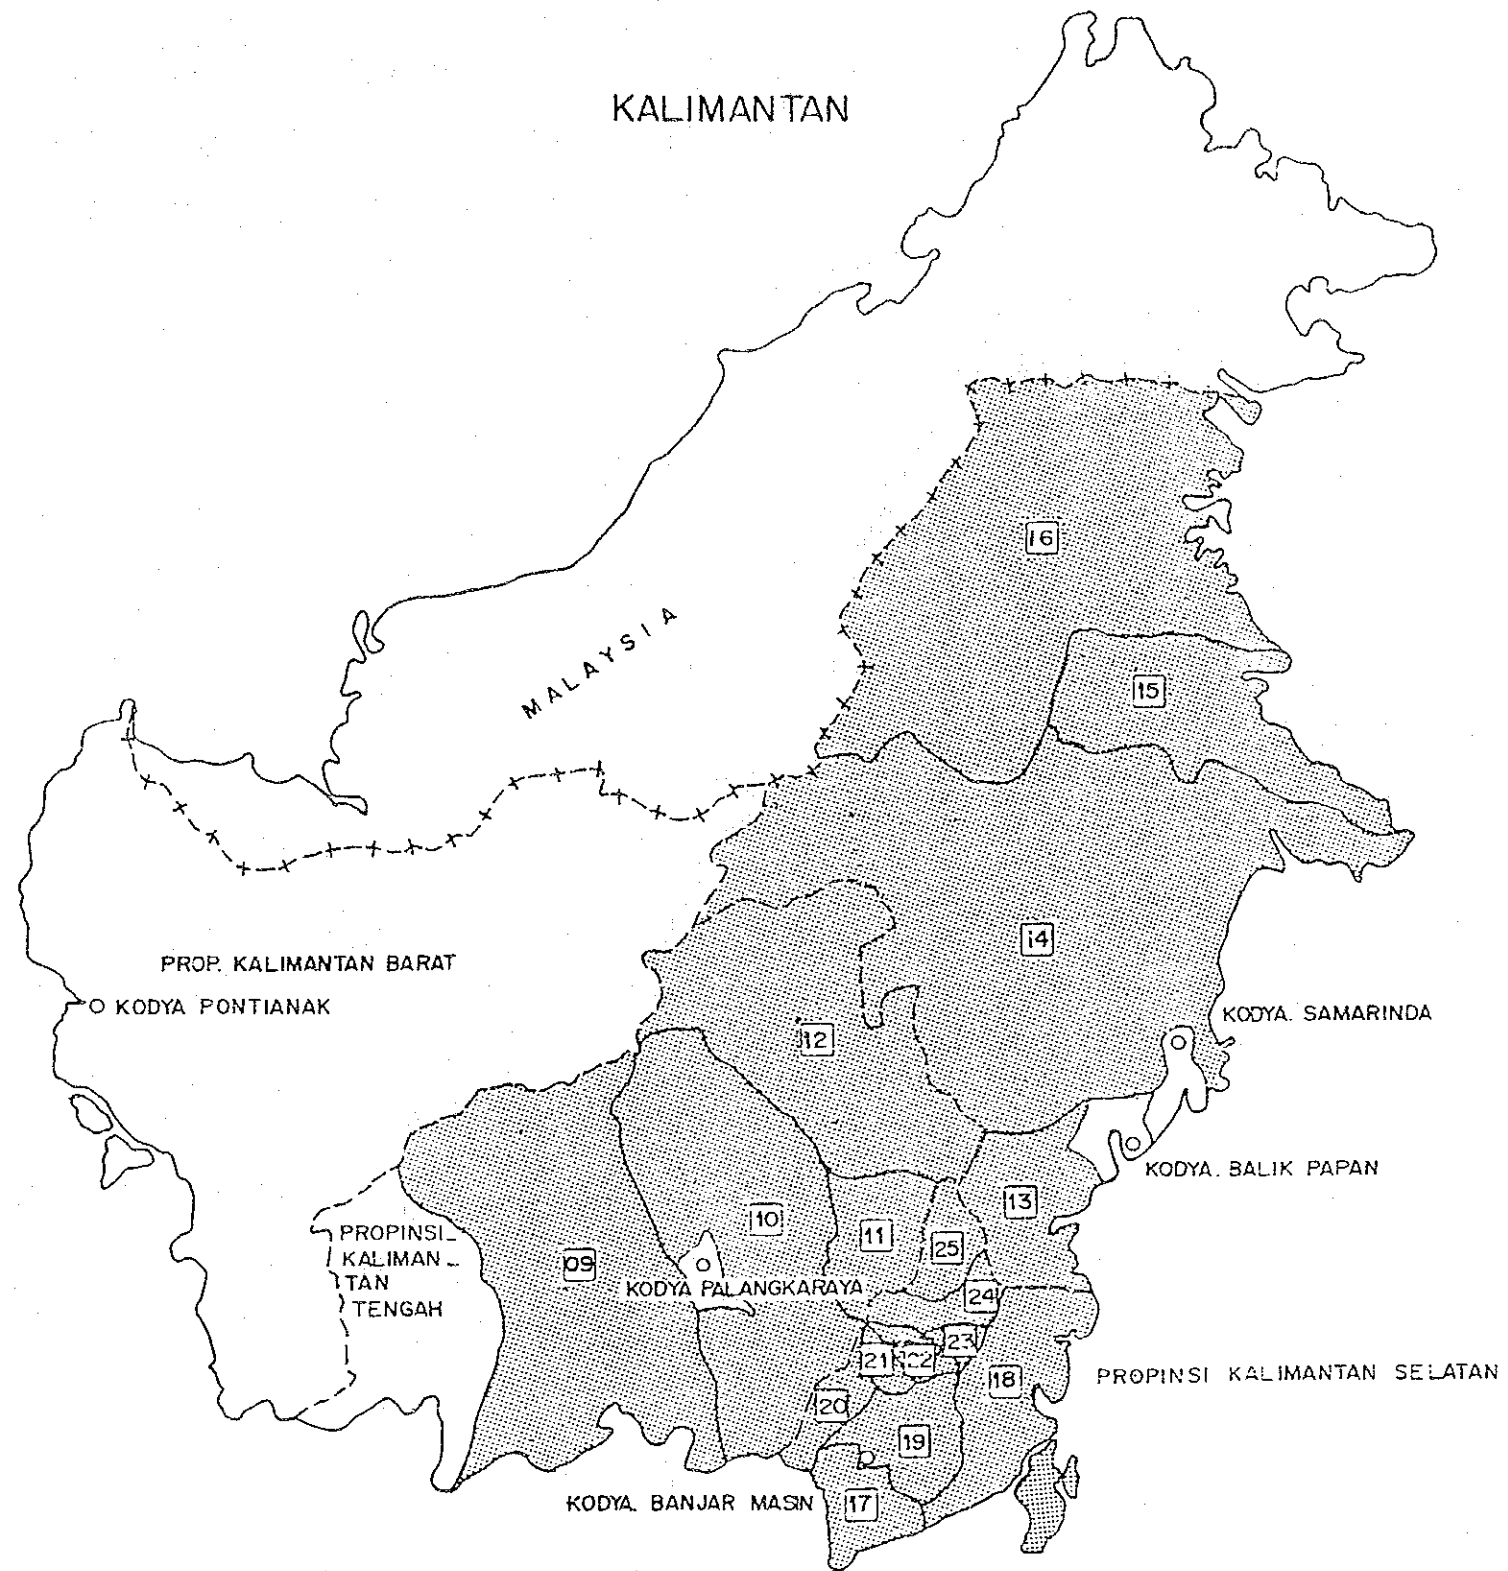 KALIMANTAN
16
MALAYSIA
15
14
PROP. KALIMANTAN BARAT
KODYA PONTIANAK
KODYA. SAMARINDA
12
KODYA. BALIK PAPAN
13
10
11
25
PROPINSI
KALIMAN-
TAN
TENGAH
09
KODYA PALANGKARAYA
24
23
21
22
18
PROPINSI KALIMANTAN SELATAN
20
19
KODYA. BANJAR MASIN
17